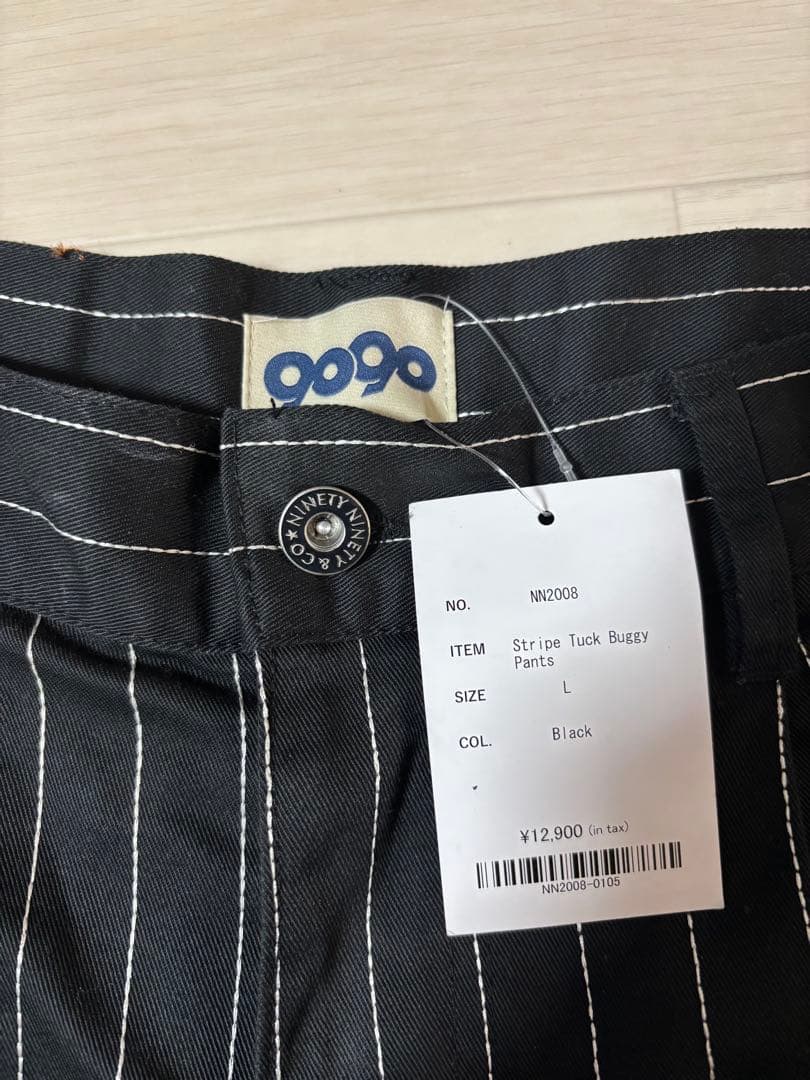 9090
NINETY NINETY & CO ★
NO. NN2008
ITEM Stripe Tuck Buggy
Pants
SIZE L
COL. Black
¥12,900 (in tax)
NN2008-0105